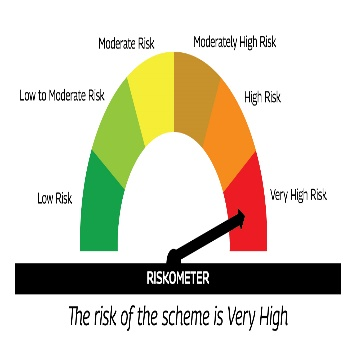 Moderate Risk
Moderately High Risk
Low to Moderate Risk
High Risk
Low Risk
Very High Risk
RISKOMETER
The risk of the scheme is Very High